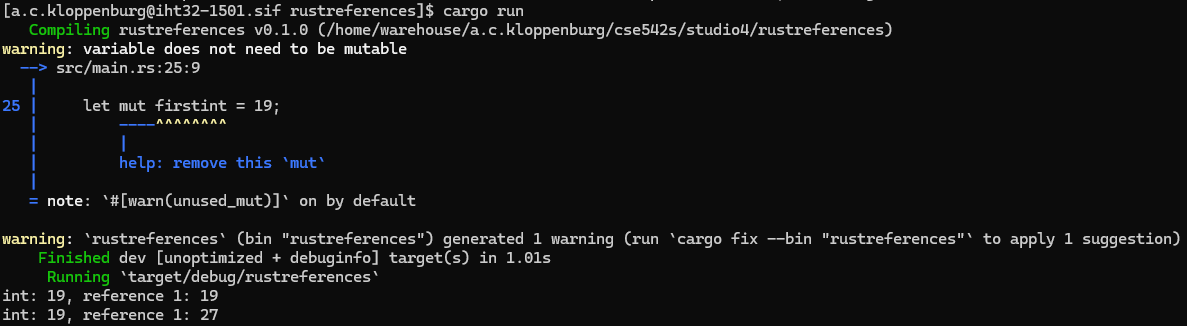 [a.c.kloppenburg@iht32-1501.sif rustreferences]$ cargo run
   Compiling rustreferences v0.1.0 (/home/warehouse/a.c.kloppenburg/cse542s/studio4/rustreferences)
warning: variable does not need to be mutable
  --> src/main.rs:25:9
   |
25 |     let mut firstint = 19;
   |         ----^^^^^^^^
   |         |
   |         help: remove this `mut`
   |
   = note: `#[warn(unused_mut)]` on by default

warning: `rustreferences` (bin "rustreferences") generated 1 warning (run `cargo fix --bin "rustreferences"` to apply 1 suggestion)
    Finished dev [unoptimized + debuginfo] target(s) in 1.01s
     Running `target/debug/rustreferences`
int: 19, reference 1: 19
int: 19, reference 1: 27